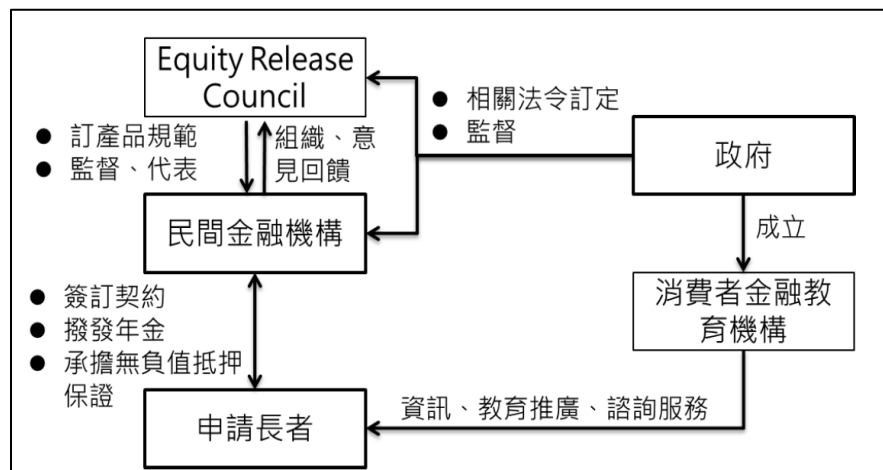 Equity Release
Council
● 相關法令訂定
● 監督
● 訂產品規範
● 監督、代表
組織、意
見回饋
政府
民間金融機構
成立
● 簽訂契約
● 撥發年金
● 承擔無負值抵押
保證
消費者金融教
育機構
資訊、教育推廣、諮詢服務
申請長者